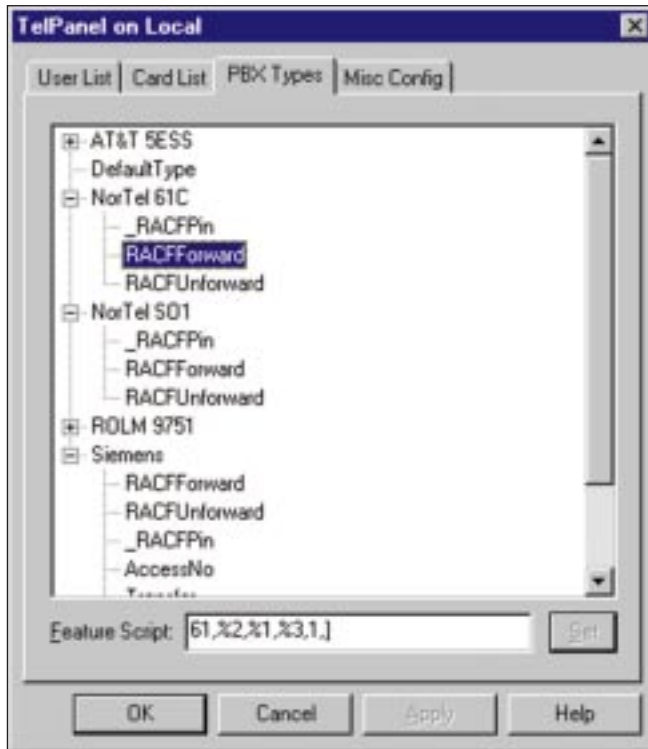 TelPanel on Local
User List Card List PBX Types Misc Config
AT&T 5ESS
DefaultType
NorTel 61C
_RACFPin
RACFForward
RACFUnforward
NorTel SO1
_RACFPin
RACFForward
RACFUnforward
ROLM 9751
Siemens
RACFForward
RACFUnforward
_RACFPin
AccessNo
Transfer
Feature Script: 61,%2,%1,%3,1,] Set
OK Cancel Apply Help